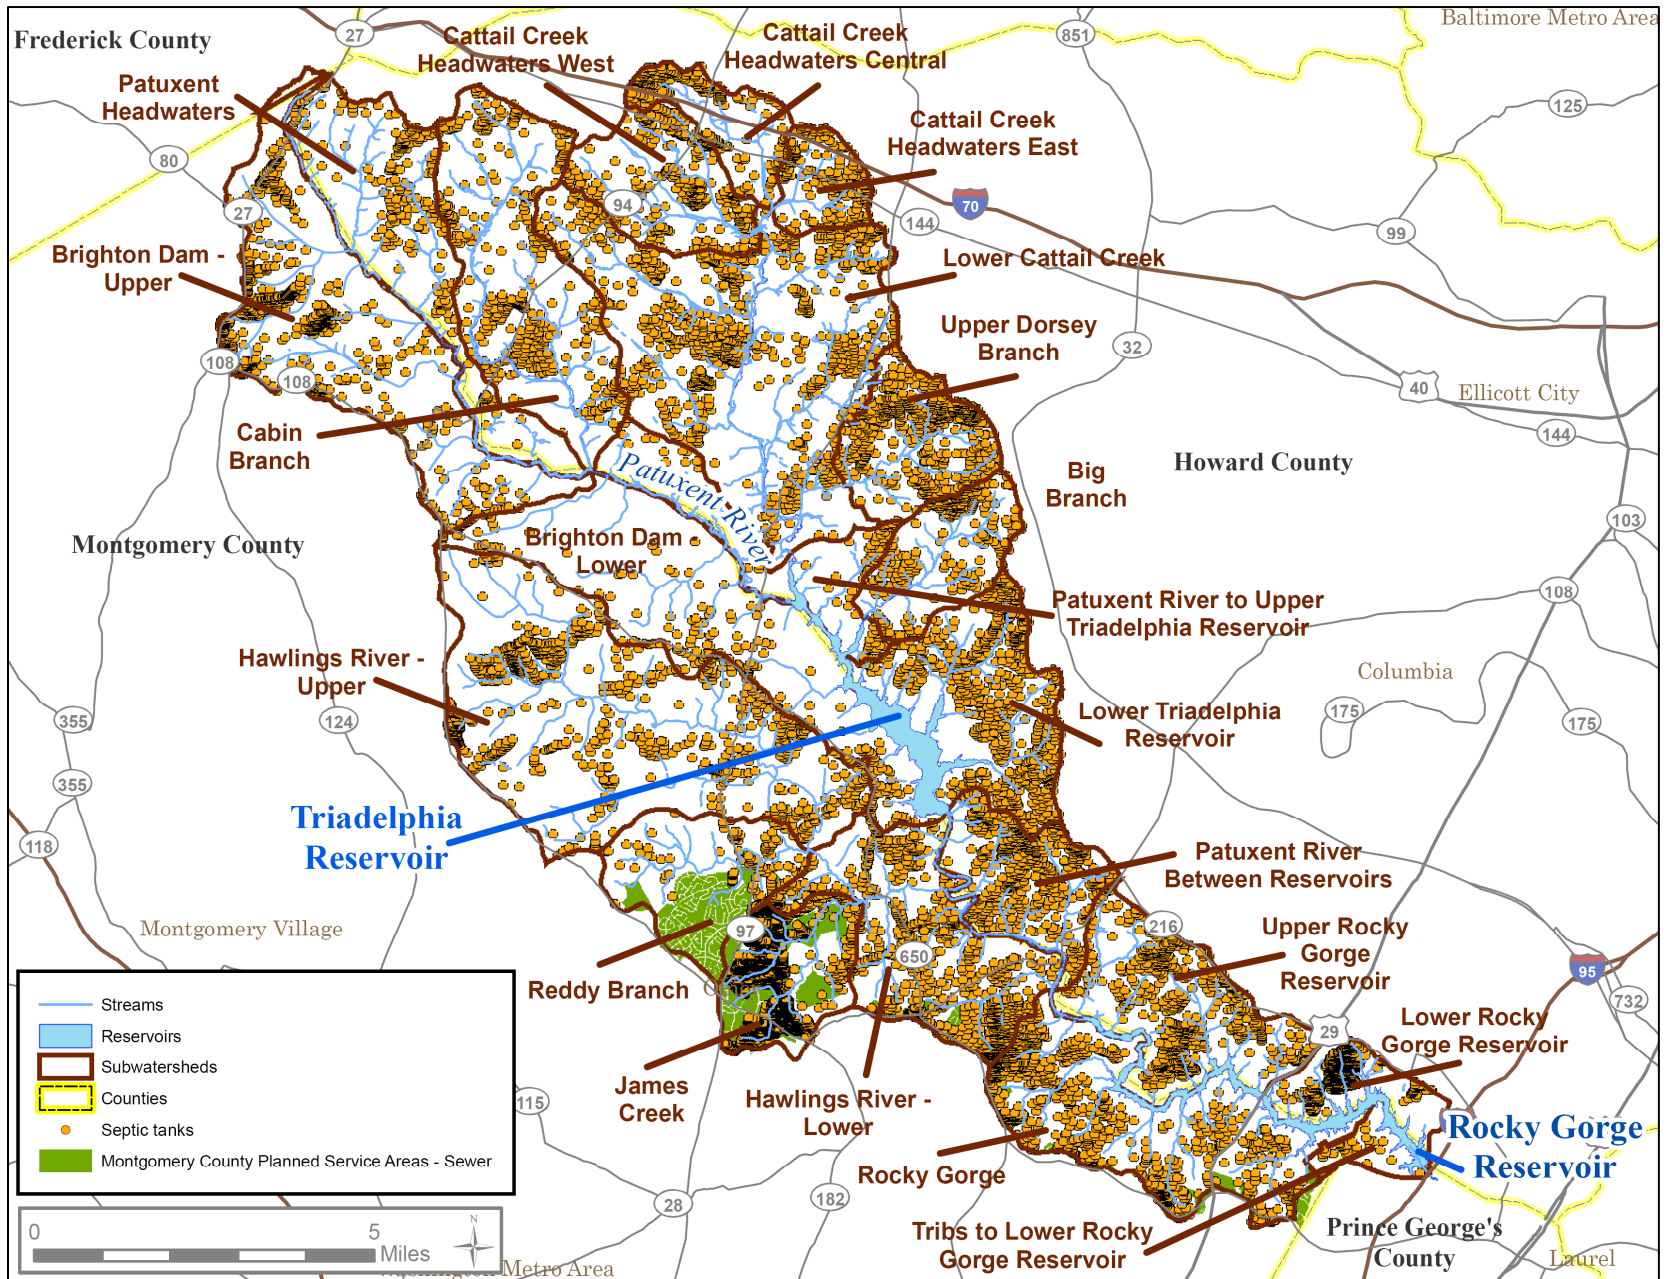 Baltimore Metro Area
Frederick County
27
Cattail Creek
Headwaters West
Cattail Creek
Headwaters Central
851
Patuxent
Headwaters
125
Cattail Creek
Headwaters East
80
94
27
70
144
99
Brighton Dam -
Upper
Lower Cattail Creek
Upper Dorsey
Branch
32
108
108
40
Ellicott City
144
Cabin
Branch
Howard County
Big
Branch
Patuxent River
103
Montgomery County
Brighton Dam -
Lower
108
Patuxent River to Upper
Triadelphia Reservoir
Hawlings River -
Upper
Columbia
355
124
175
175
Lower Triadelphia
Reservoir
355
Triadelphia
Reservoir
118
Patuxent River
Between Reservoirs
Montgomery Village
97
216
Upper Rocky
Gorge
Reservoir
650
95
Reddy Branch
732
29
Lower Rocky
Gorge Reservoir
Streams
Reservoirs
Subwatersheds
Counties
Septic tanks
Montgomery County Planned Service Areas - Sewer
James
Creek
115
Hawlings River -
Lower
Rocky Gorge
Reservoir
Rocky Gorge
28
182
Tribs to Lower Rocky
Gorge Reservoir
Prince George's
County
Laurel
0
5
Miles
N
Washington Metro Area